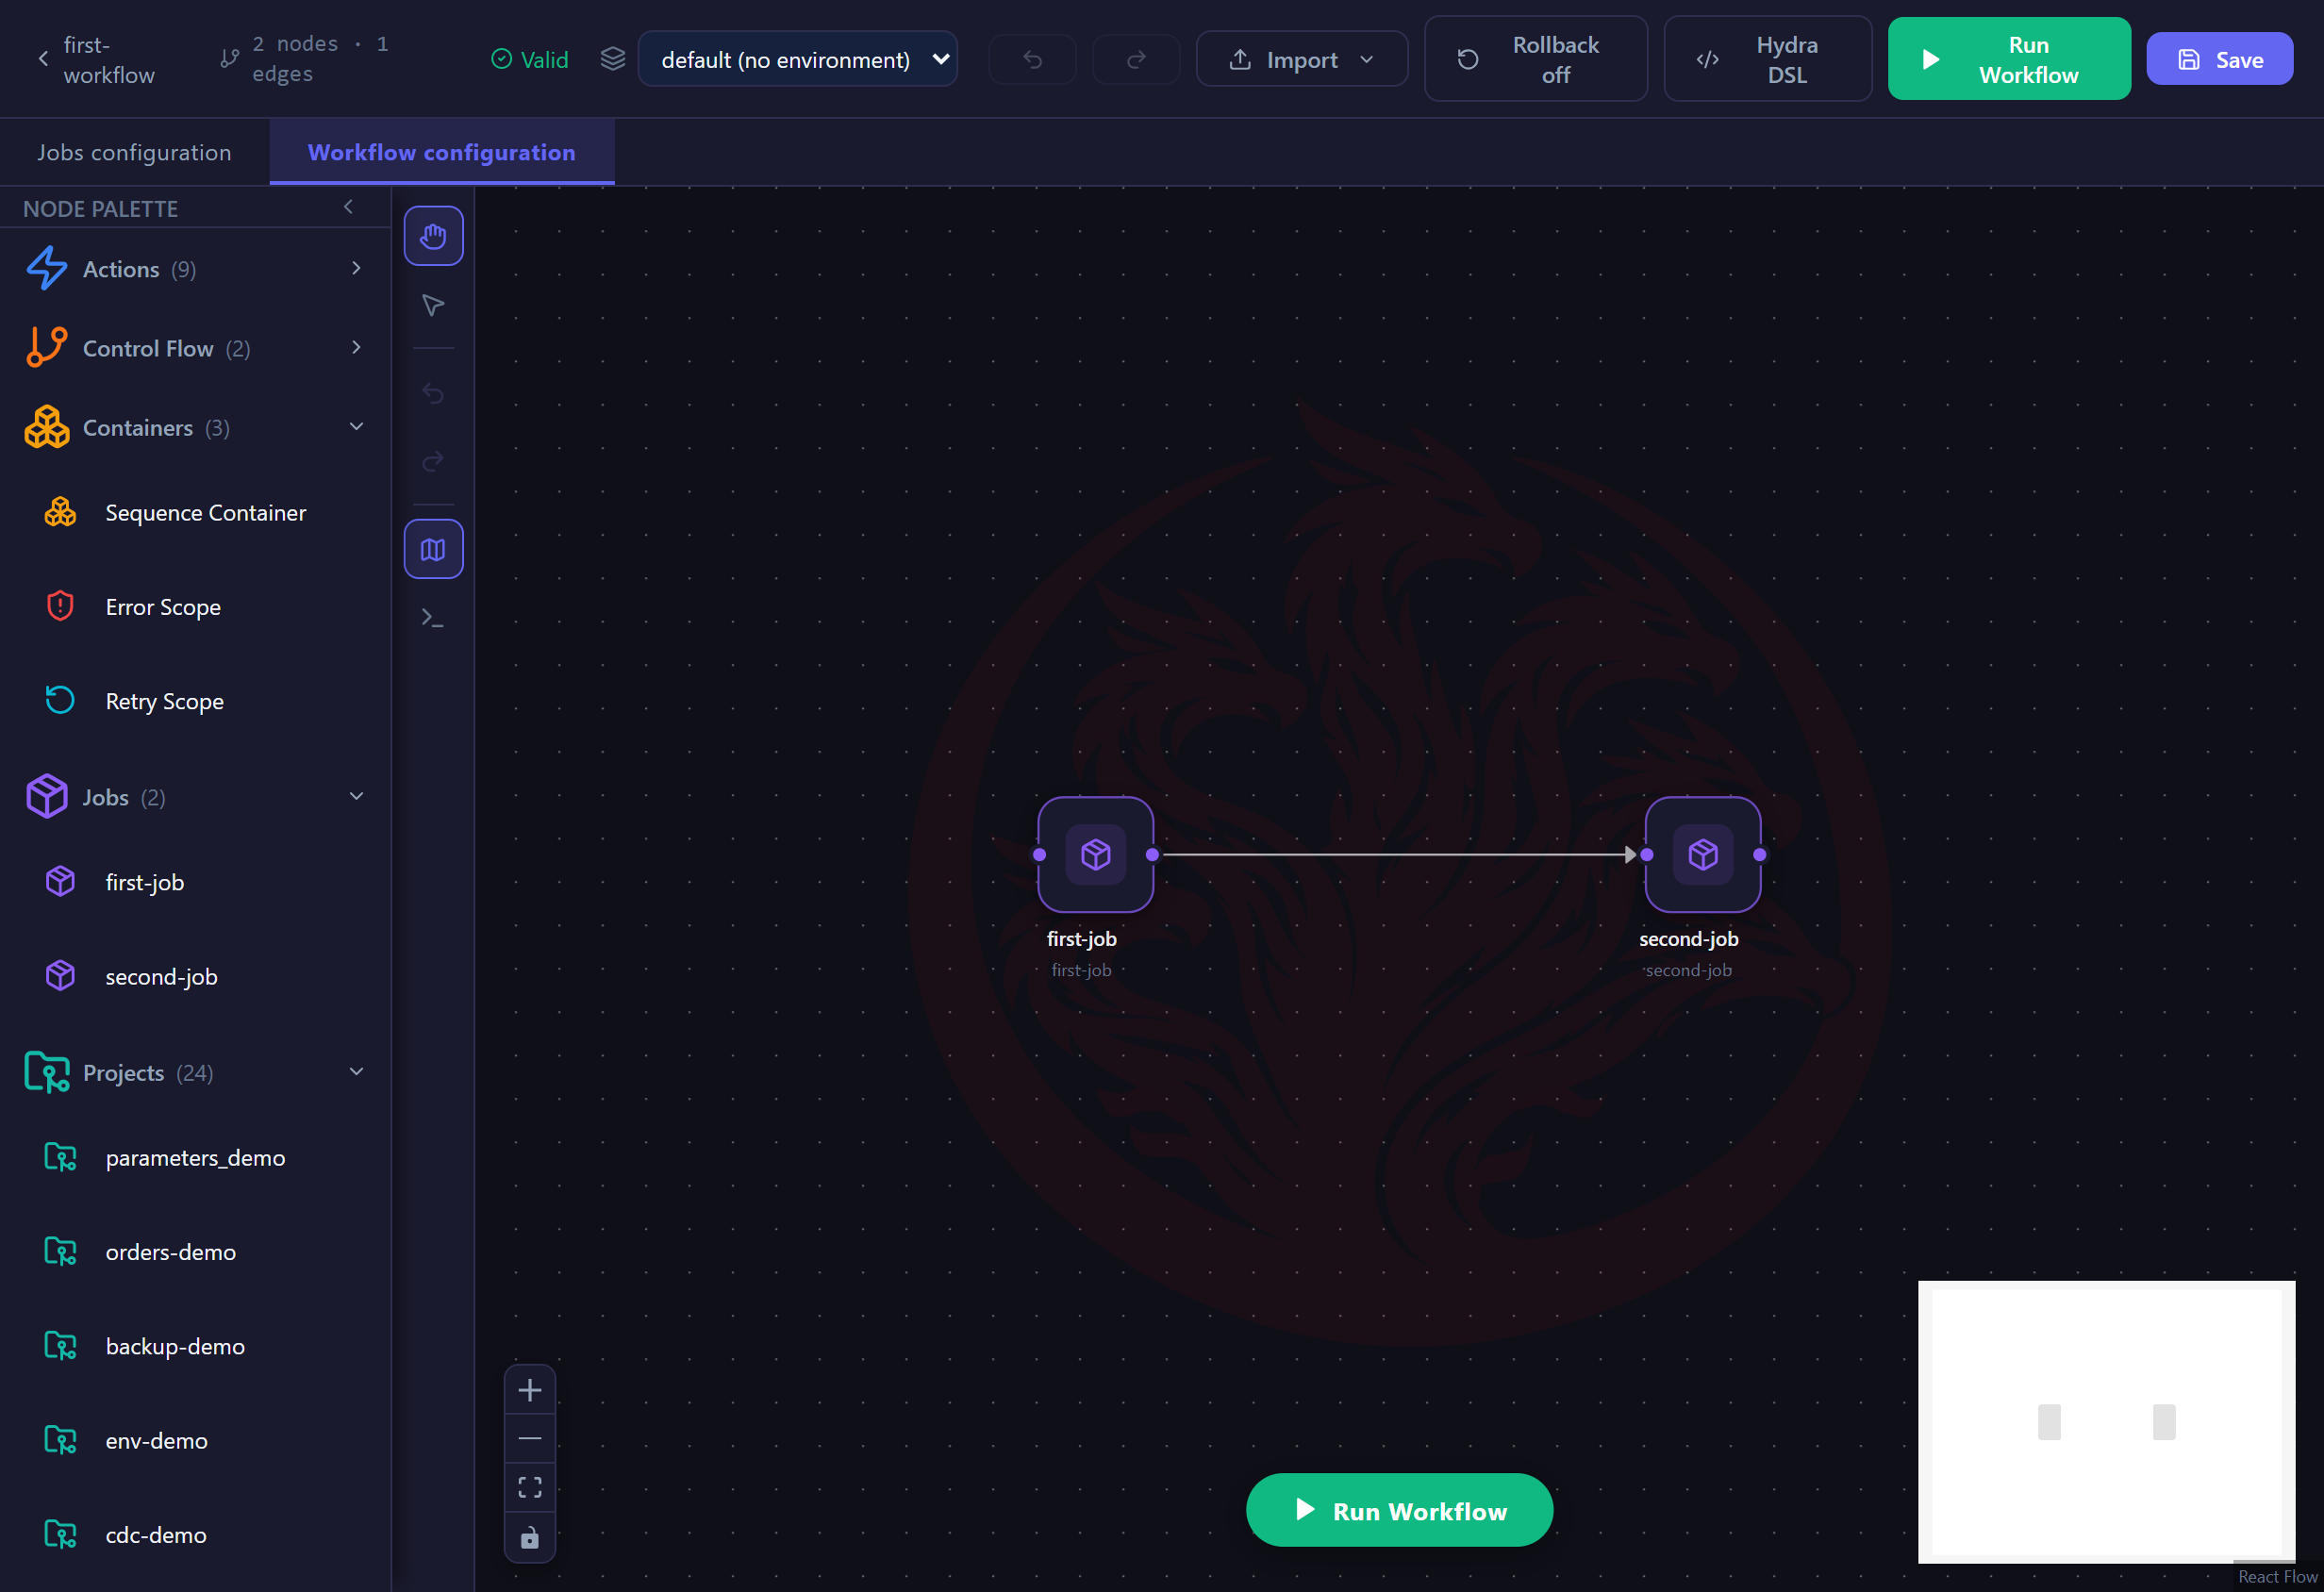 first-
workflow
2 nodes · 1
edges
Valid
default (no environment)
Import
Rollback
off
Hydra
DSL
Run
Workflow
Save
Jobs configuration
Workflow configuration
NODE PALETTE
Actions (9)
Control Flow (2)
Containers (3)
Sequence Container
Error Scope
Retry Scope
Jobs (2)
first-job
second-job
Projects (24)
parameters_demo
orders-demo
backup-demo
env-demo
cdc-demo
first-job
first-job
second-job
second-job
Run Workflow
React Flow